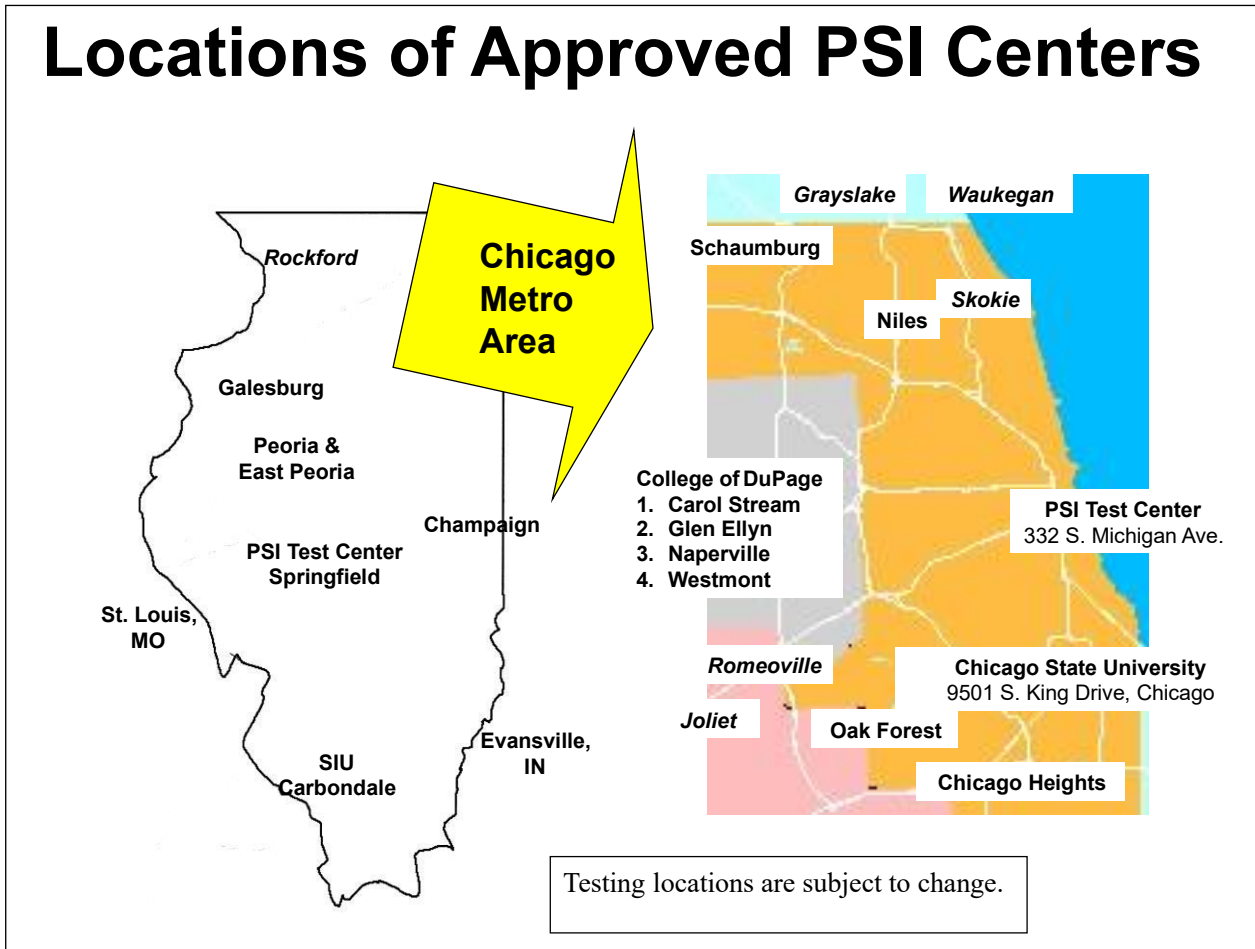 Locations of Approved PSI Centers
Rockford
Galesburg
Peoria &
East Peoria
Champaign
PSI Test Center
Springfield
St. Louis,
MO
Evansville,
IN
SIU
Carbondale
Chicago
Metro
Area
Grayslake
Waukegan
Schaumburg
Skokie
Niles
College of DuPage
1. Carol Stream
2. Glen Ellyn
3. Naperville
4. Westmont
PSI Test Center
332 S. Michigan Ave.
Romeoville
Chicago State University
9501 S. King Drive, Chicago
Joliet
Oak Forest
Chicago Heights
Testing locations are subject to change.